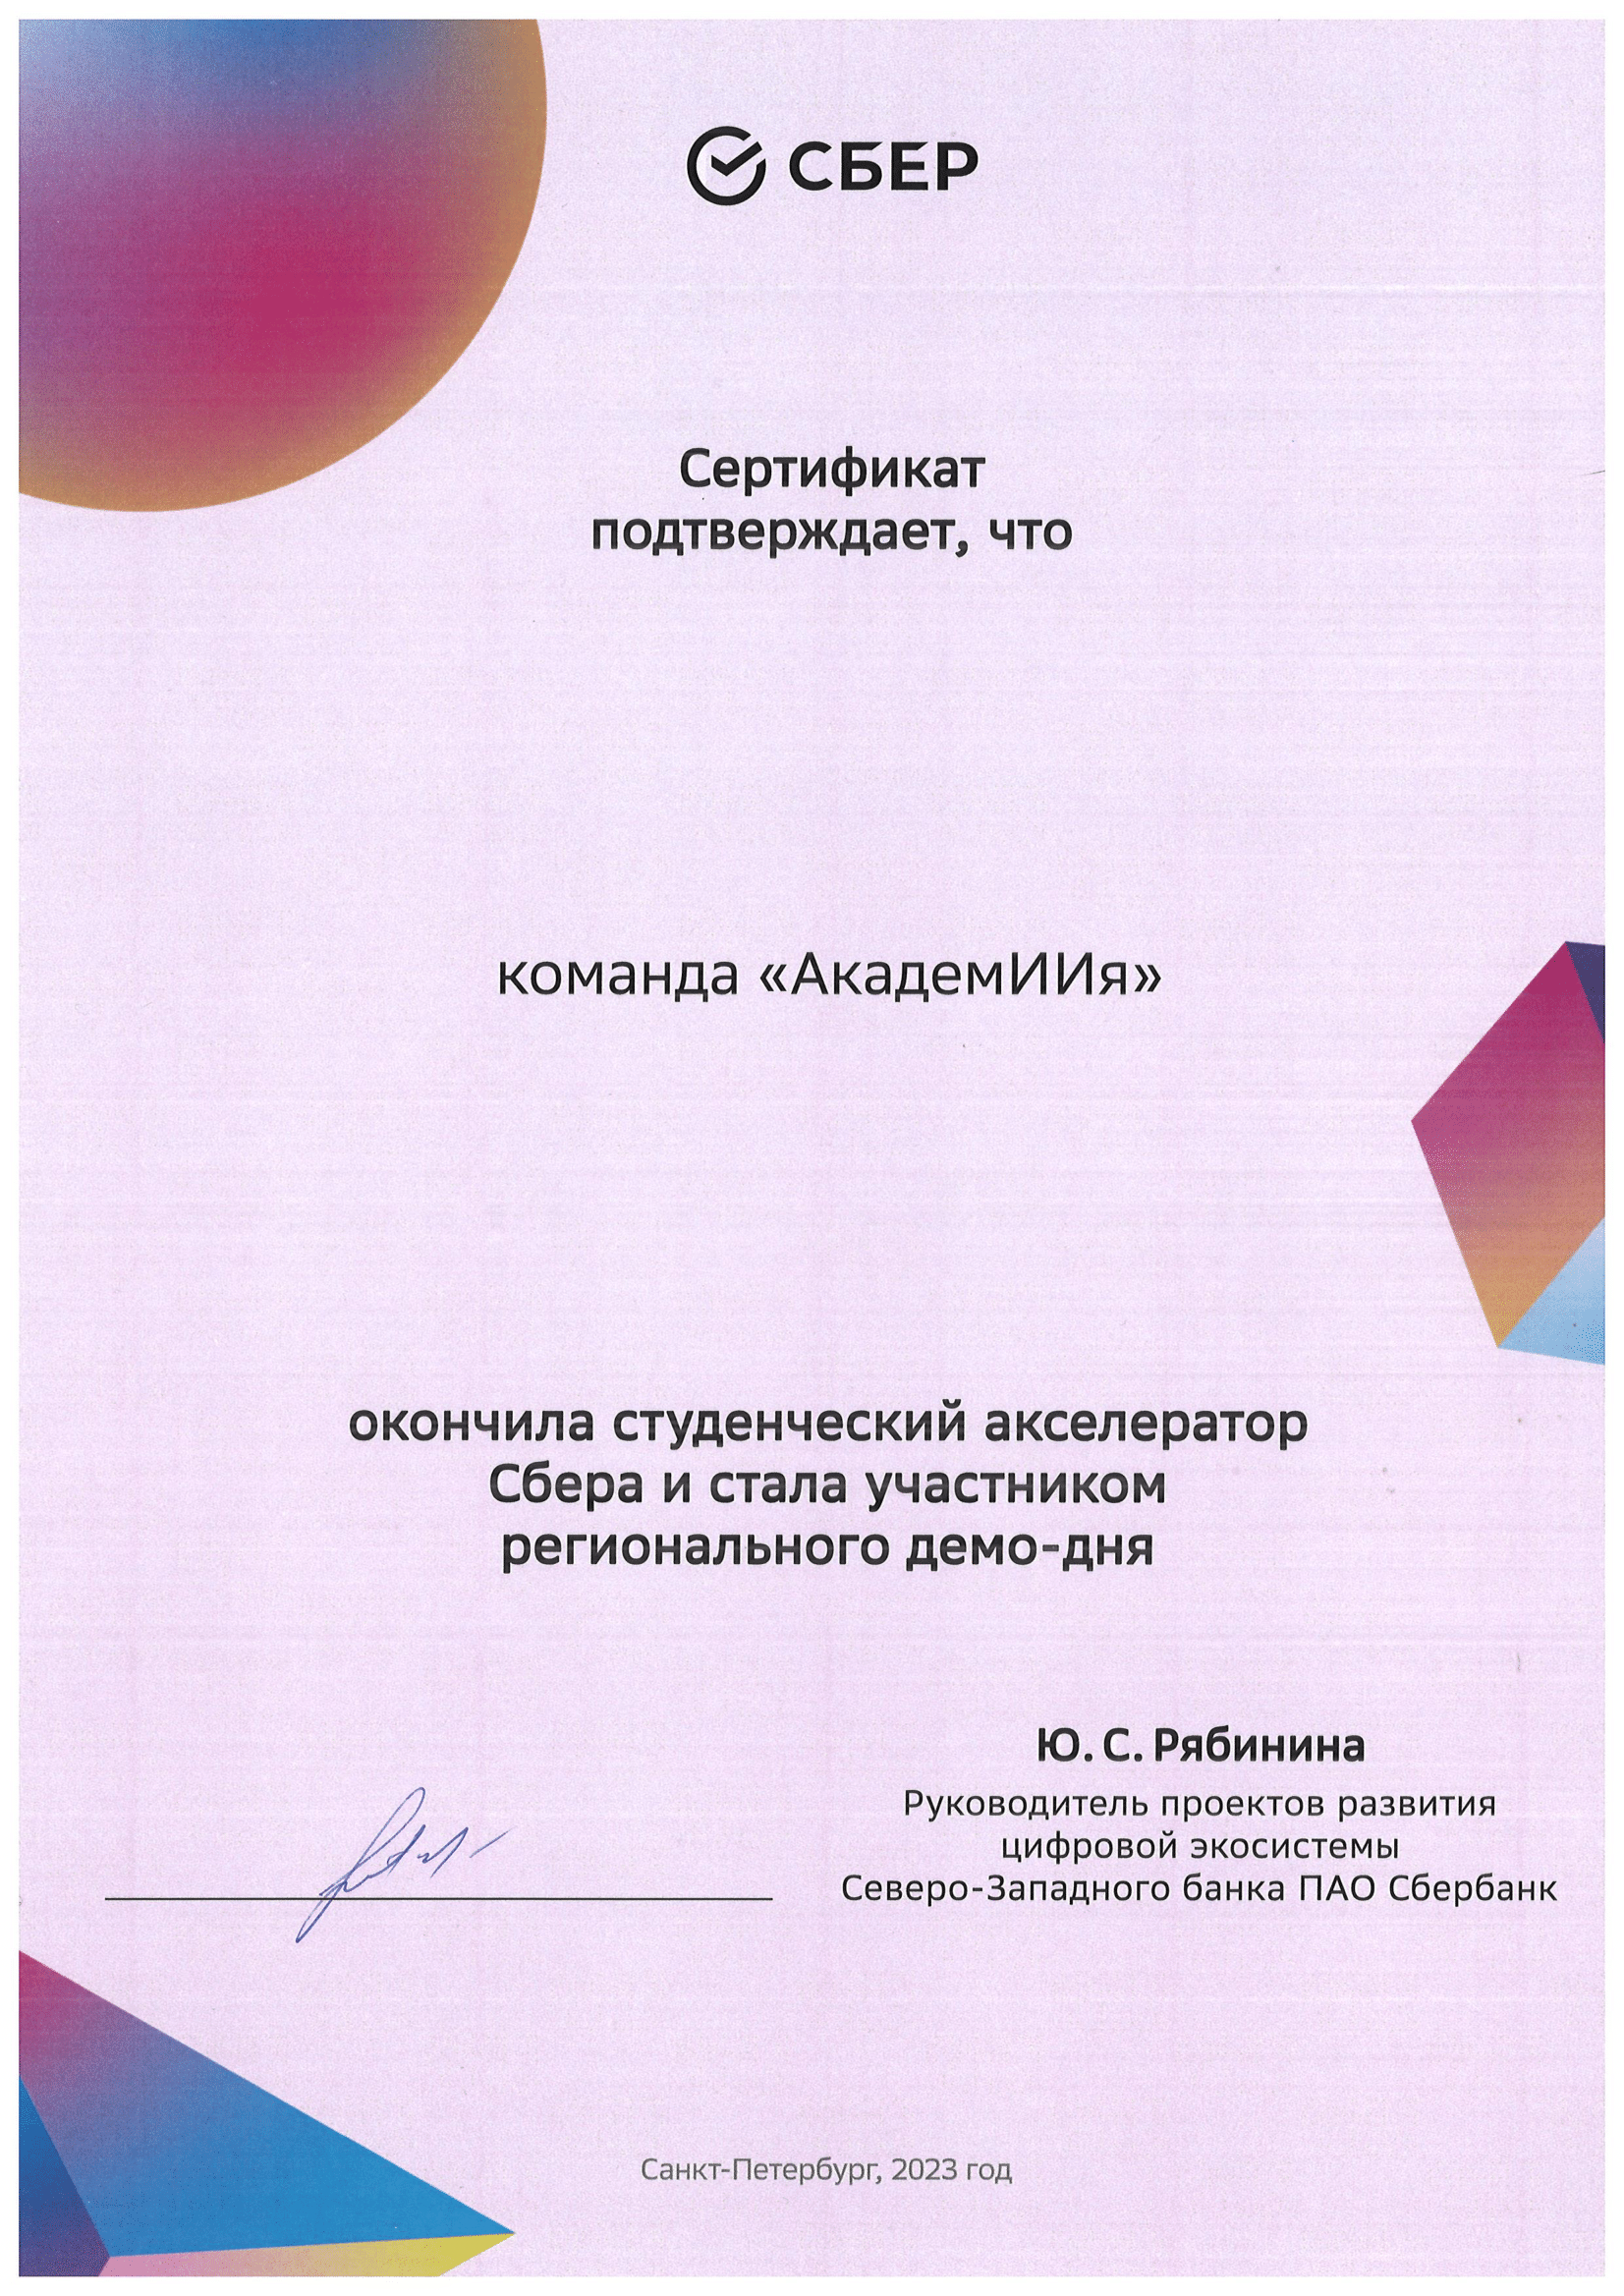 СБЕР
Сертификат
подтверждает, что
команда «АкадемИИя»
окончила студенческий акселератор
Сбера и стала участником
регионального демо-дня
Ю. С. Рябинина
Руководитель проектов развития
цифровой экосистемы
Северо-Западного банка ПАО Сбербанк
Санкт-Петербург, 2023 год